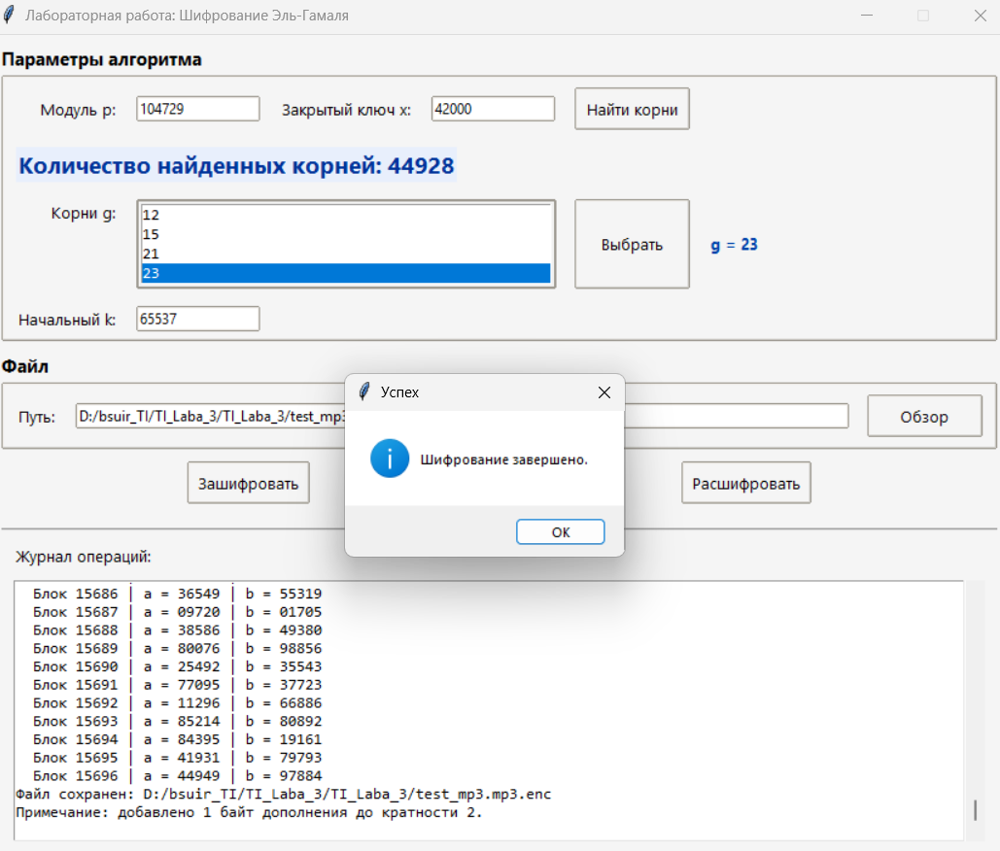 Лабораторная работа: Шифрование Эль-Гамаля
Параметры алгоритма
Модуль p: 104729 Закрытый ключ x: 42000 Найти корни
Количество найденных корней: 44928
Корни g:
12
15
21
23
Выбрать
g = 23
Начальный k: 65537
Файл
Путь: D:/bsuir_TI/TI_Laba_3/TI_Laba_3/test_mp3 Обзор
Зашифровать Расшифровать
Успех
Шифрование завершено.
OK
Журнал операций:
Блок 15686 | a = 36549 | b = 55319
Блок 15687 | a = 09720 | b = 01705
Блок 15688 | a = 38586 | b = 49380
Блок 15689 | a = 80076 | b = 98856
Блок 15690 | a = 25492 | b = 35543
Блок 15691 | a = 77095 | b = 37723
Блок 15692 | a = 11296 | b = 66886
Блок 15693 | a = 85214 | b = 80892
Блок 15694 | a = 84395 | b = 19161
Блок 15695 | a = 41931 | b = 79793
Блок 15696 | a = 44949 | b = 97884
Файл сохранен: D:/bsuir_TI/TI_Laba_3/TI_Laba_3/test_mp3.mp3.enc
Примечание: добавлено 1 байт дополнения до кратности 2.